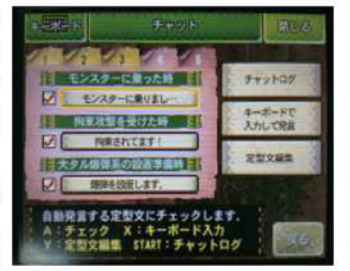 キーボード
チャット
閉じる
1 2 3 4 5
モンスターに乗った時
モンスターに乗りまし…
拘束攻撃を受けた時
拘束されてます！
大タル爆弾系の設置準備時
爆弾を設置します。
チャットログ
キーボードで
入力して発言
定型文編集
自動発言する定型文にチェックします。
A：チェック X：キーボード入力
Y：定型文編集 START：チャットログ
戻る